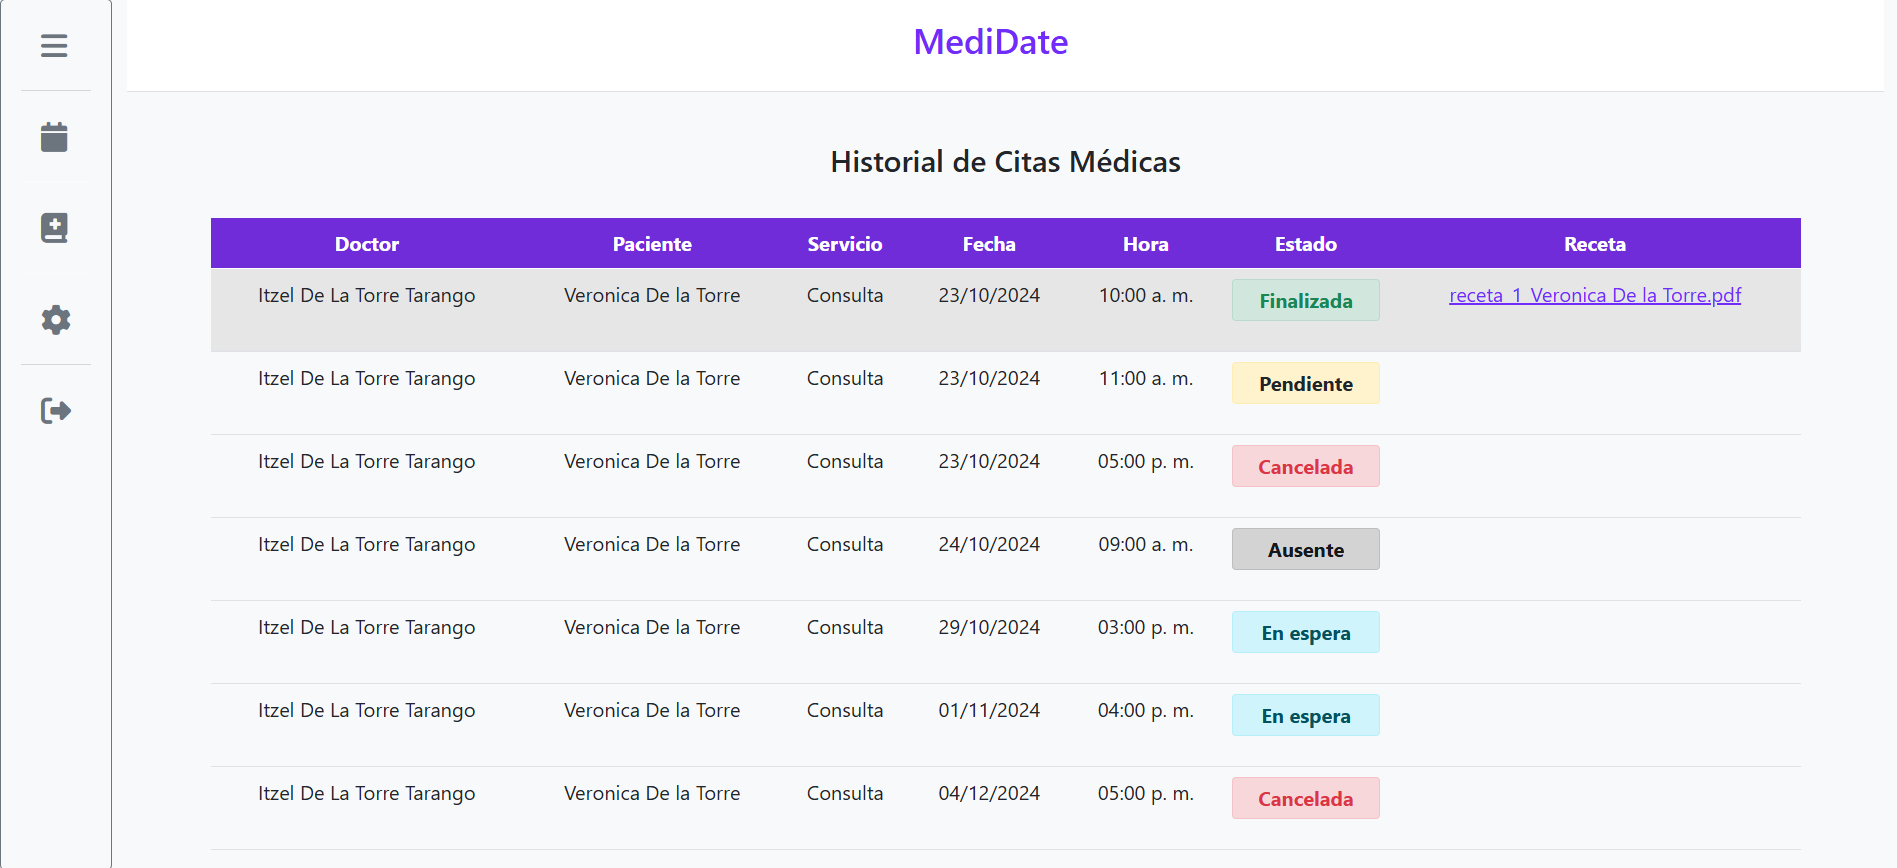 MediDate
Historial de Citas Médicas
Doctor Paciente Servicio Fecha Hora Estado Receta
Itzel De La Torre Tarango Veronica De la Torre Consulta 23/10/2024 10:00 a. m. Finalizada receta_1_Veronica De la Torre.pdf
Itzel De La Torre Tarango Veronica De la Torre Consulta 23/10/2024 11:00 a. m. Pendiente
Itzel De La Torre Tarango Veronica De la Torre Consulta 23/10/2024 05:00 p. m. Cancelada
Itzel De La Torre Tarango Veronica De la Torre Consulta 24/10/2024 09:00 a. m. Ausente
Itzel De La Torre Tarango Veronica De la Torre Consulta 29/10/2024 03:00 p. m. En espera
Itzel De La Torre Tarango Veronica De la Torre Consulta 01/11/2024 04:00 p. m. En espera
Itzel De La Torre Tarango Veronica De la Torre Consulta 04/12/2024 05:00 p. m. Cancelada